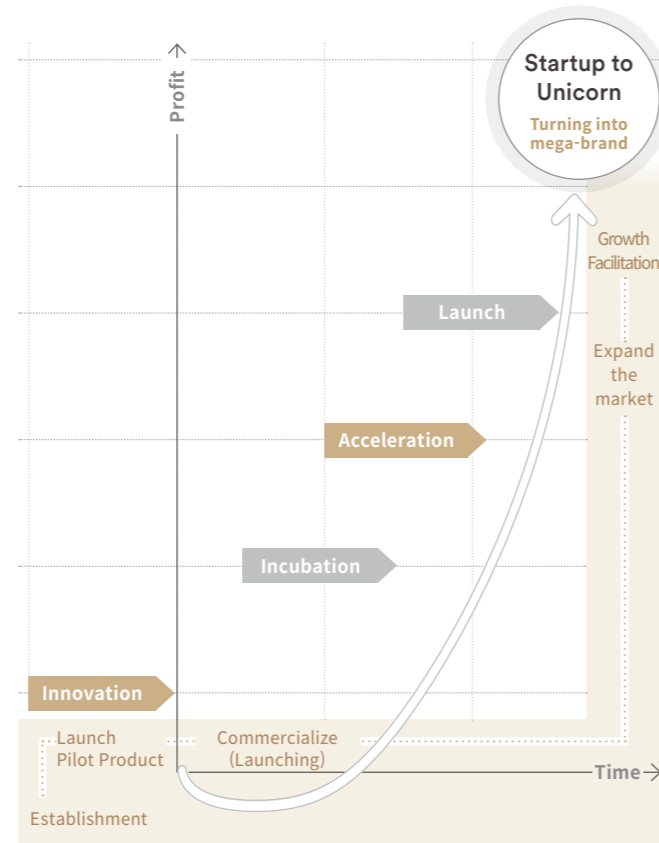 Startup to
Unicorn
Turning into
mega-brand
Profit
Growth
Facilitation
Launch
Expand
the
market
Acceleration
Incubation
Innovation
Launch
Pilot Product
Commercialize
(Launching)
Time
Establishment